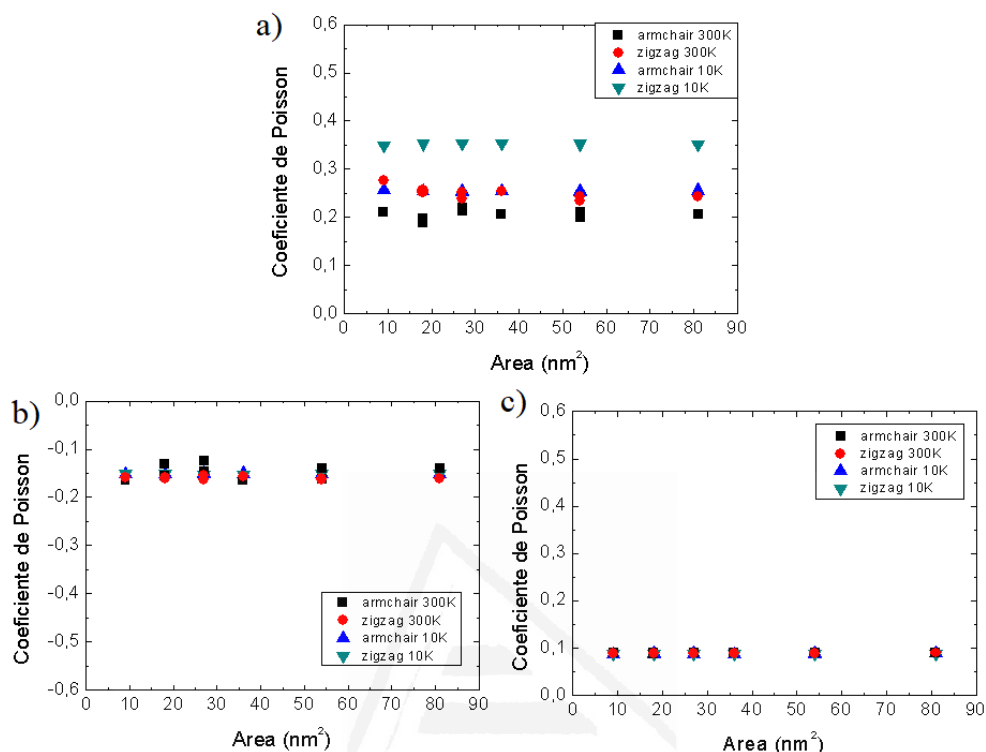 a)
Coeficiente de Poisson
0,6
0,5
0,4
0,3
0,2
0,1
0,0
armchair 300K
zigzag 300K
armchair 10K
zigzag 10K
0 10 20 30 40 50 60 70 80 90
Area (nm²)
b)
Coeficiente de Poisson
0,0
-0,1
-0,2
-0,3
-0,4
-0,5
-0,6
armchair 300K
zigzag 300K
armchair 10K
zigzag 10K
0 10 20 30 40 50 60 70 80 90
Area (nm²)
c)
Coeficiente de Poisson
0,6
0,5
0,4
0,3
0,2
0,1
0,0
armchair 300K
zigzag 300K
armchair 10K
zigzag 10K
0 10 20 30 40 50 60 70 80 90
Area (nm²)